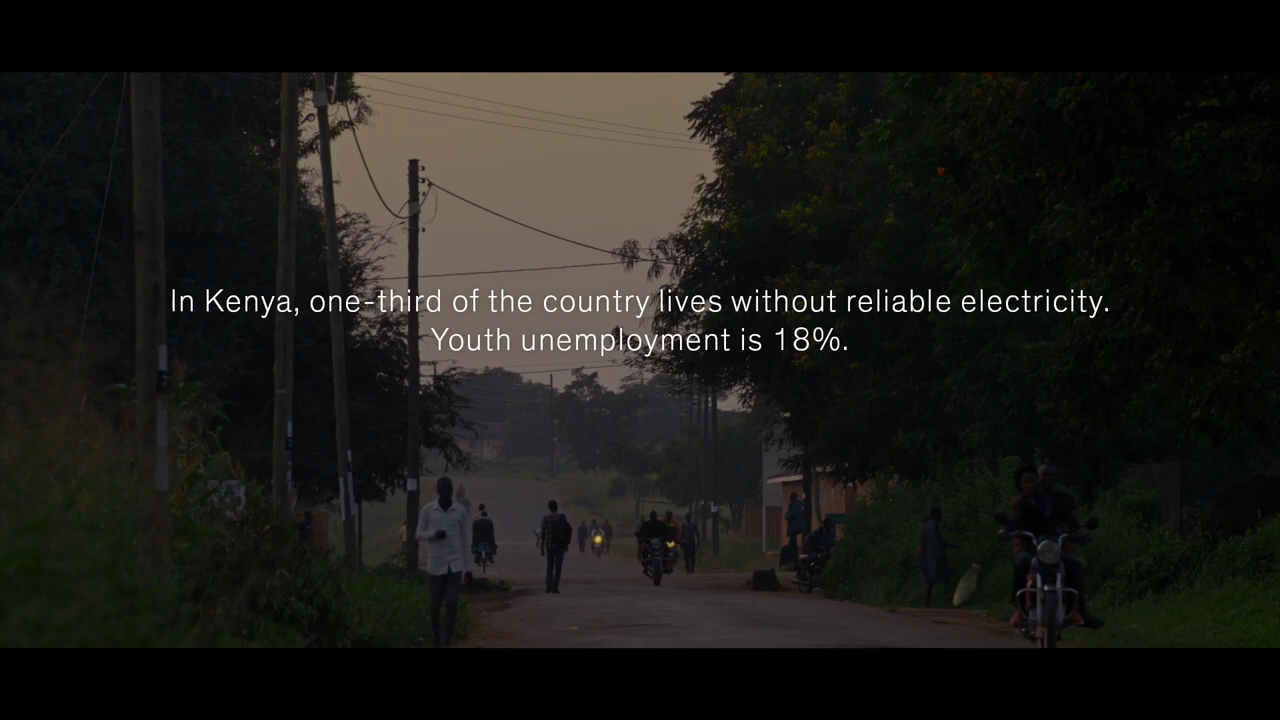 In Kenya, one-third of the country lives without reliable electricity.
Youth unemployment is 18%.